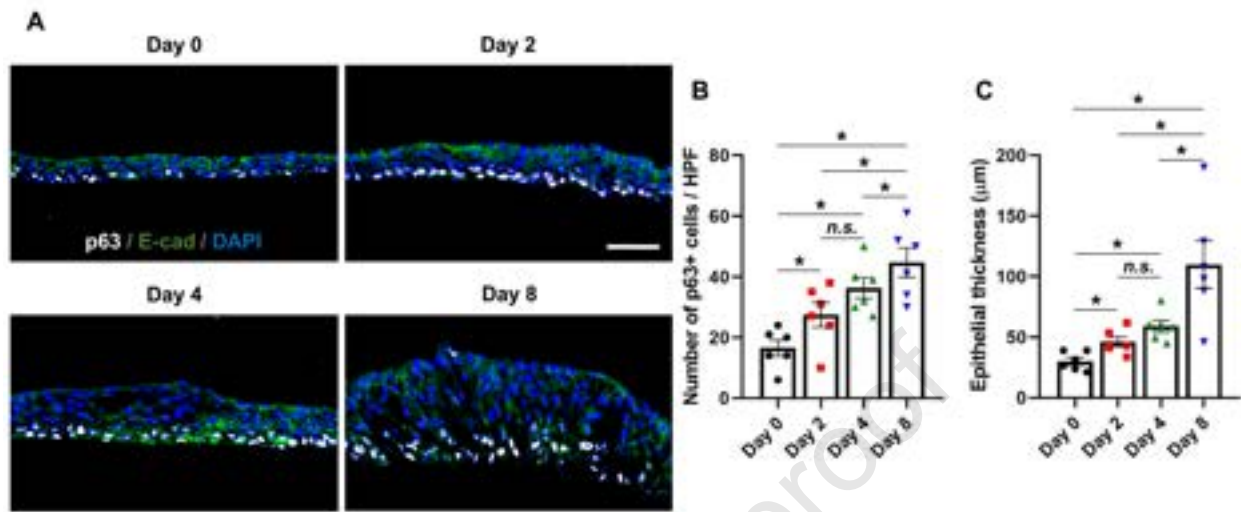 A
Day 0
Day 2
p63 / E-cad / DAPI
Day 4
Day 8
B
Number of p63+ cells / HPF
80
60
40
20
0
*
*
*
*
n.s.
*
Day 0
Day 2
Day 4
Day 8
C
Epithelial thickness (μm)
200
150
100
50
0
*
*
*
*
n.s.
*
Day 0
Day 2
Day 4
Day 8
proof